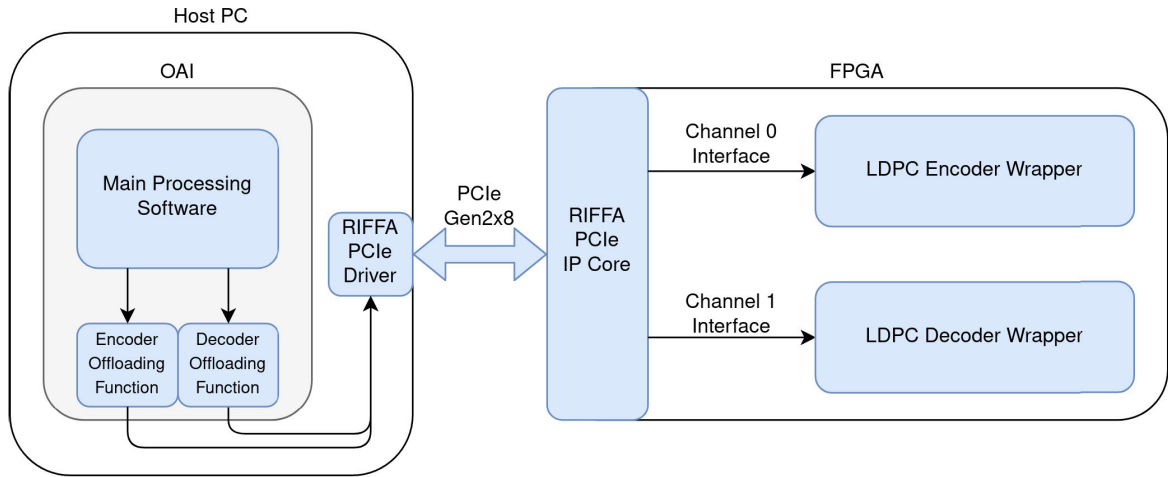 Host PC
OAI
Main Processing
Software
Encoder
Offloading
Function
Decoder
Offloading
Function
RIFFA
PCIe
Driver
PCIe
Gen2x8
FPGA
RIFFA
PCIe
IP Core
Channel 0
Interface
LDPC Encoder Wrapper
Channel 1
Interface
LDPC Decoder Wrapper